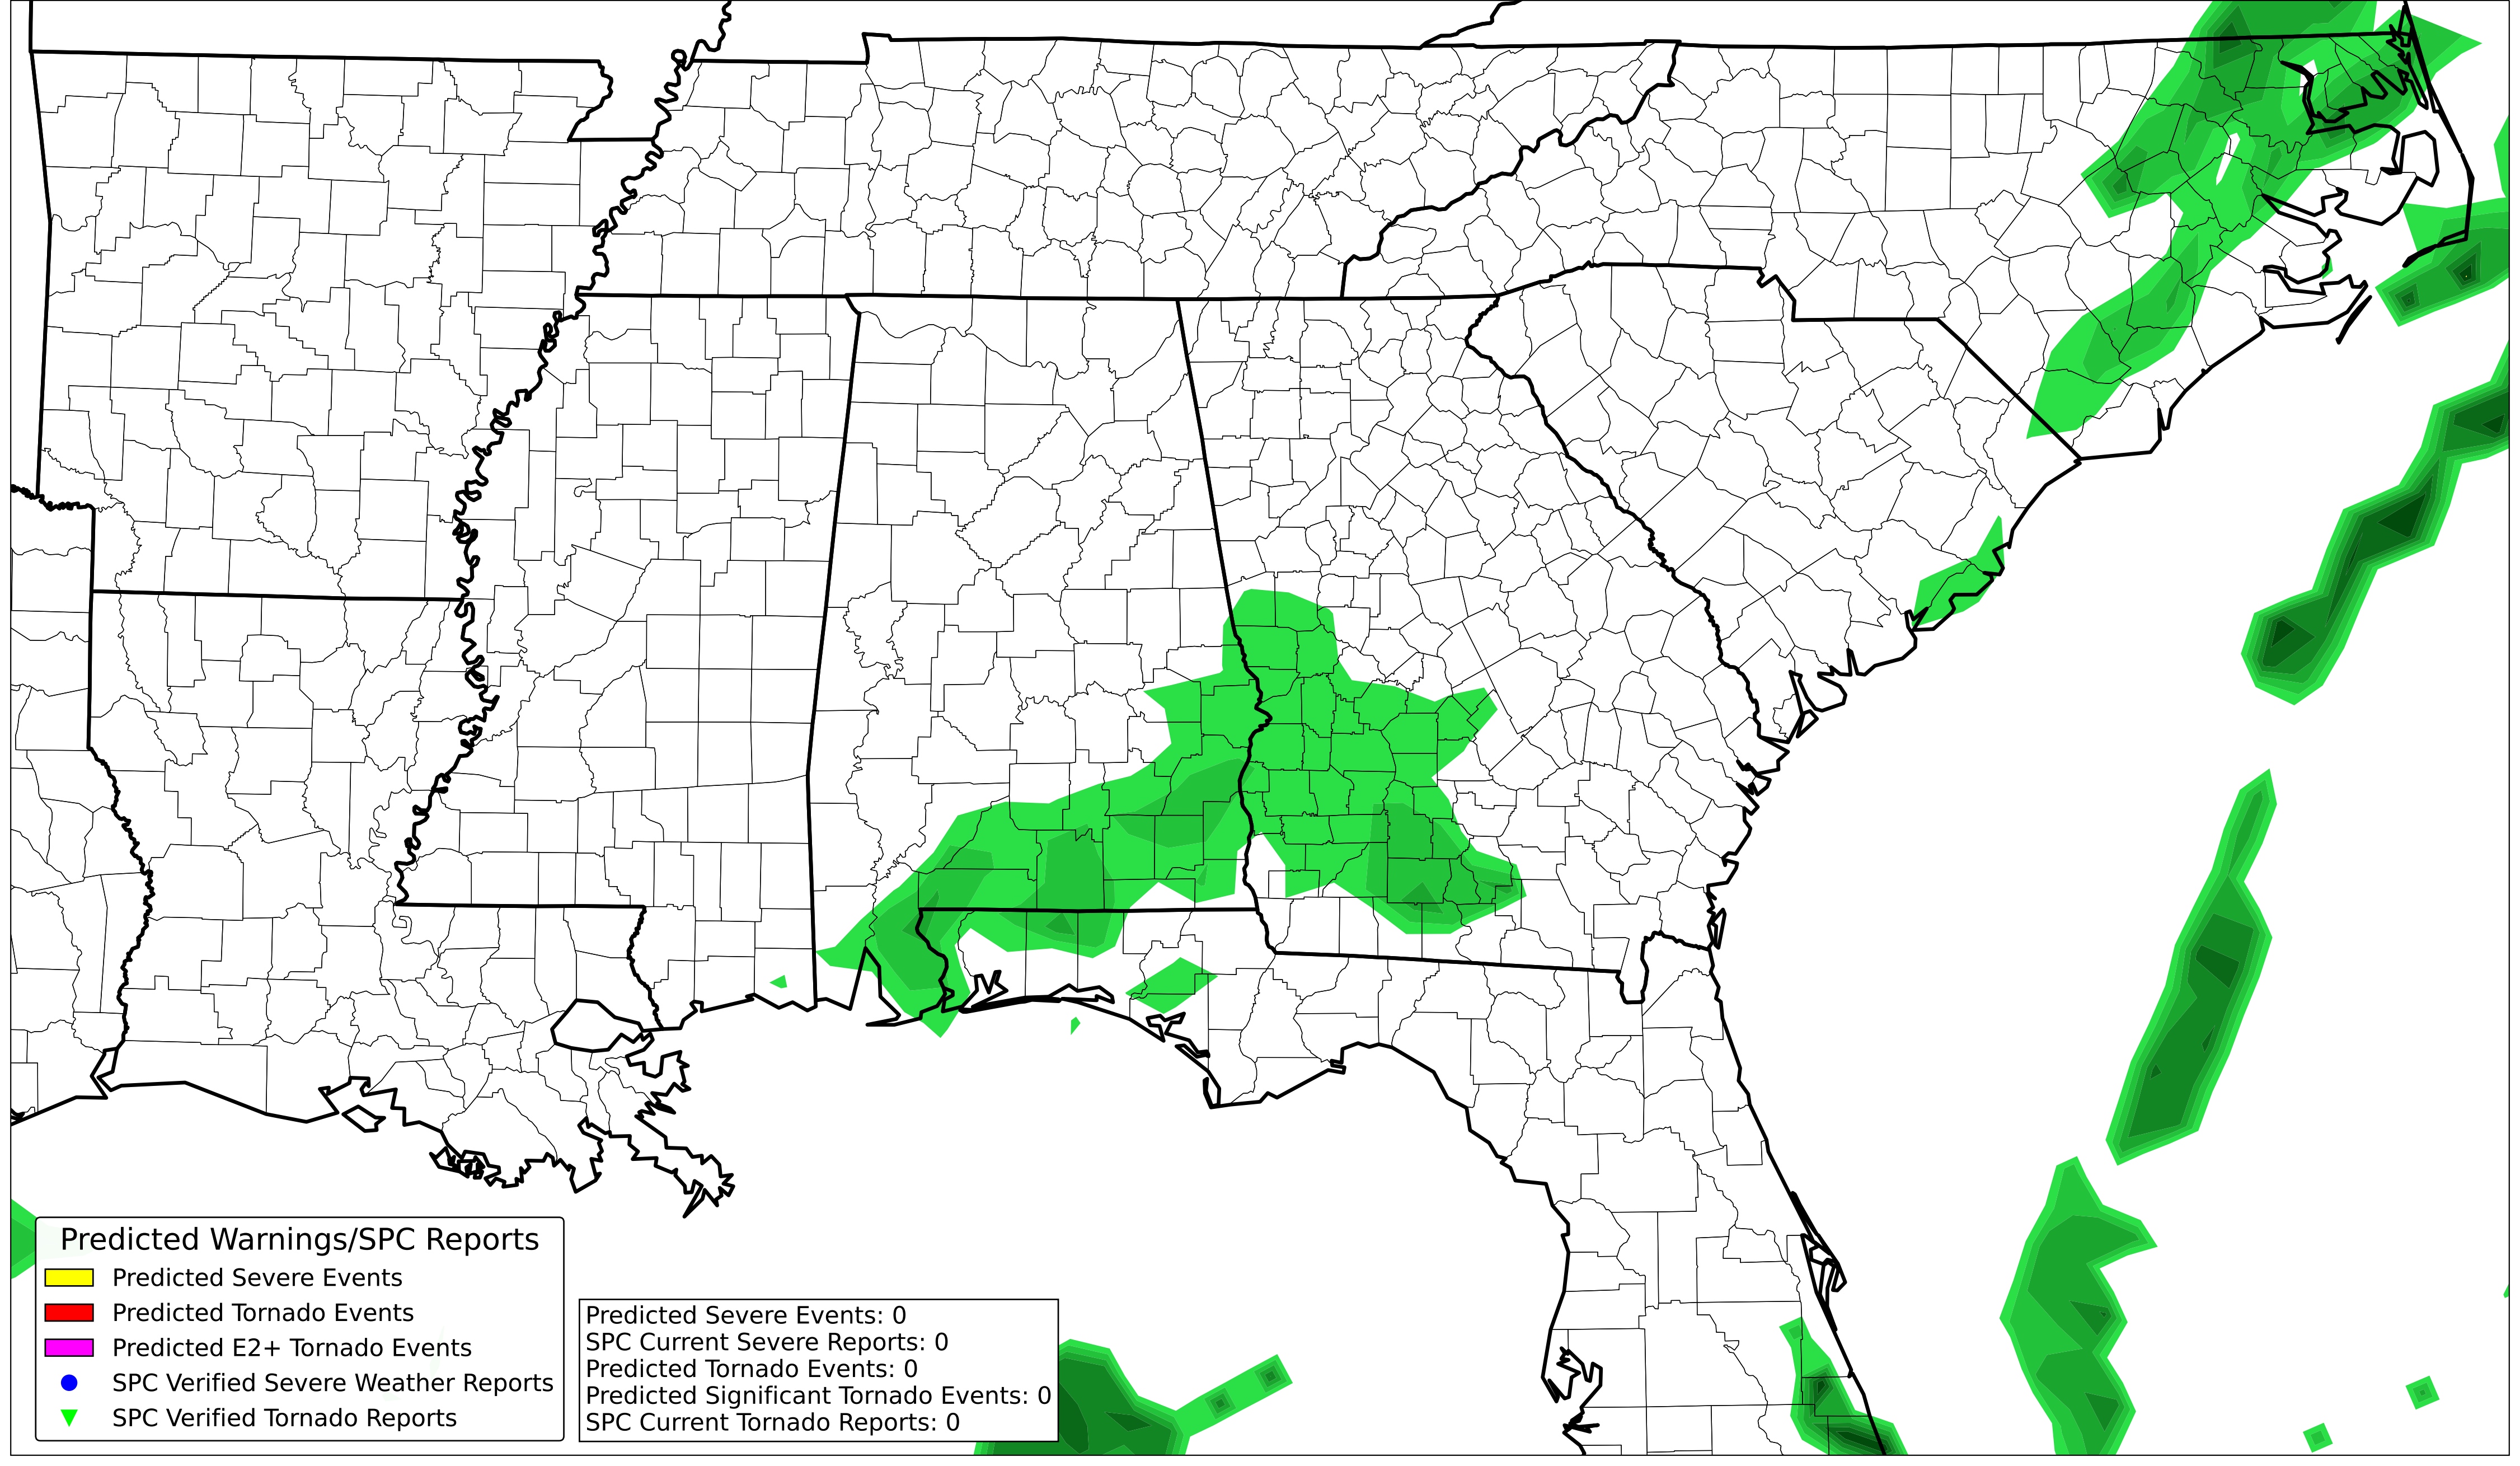 Predicted Warnings/SPC Reports
Predicted Severe Events
Predicted Tornado Events
Predicted E2+ Tornado Events
SPC Verified Severe Weather Reports
SPC Verified Tornado Reports
Predicted Severe Events: 0
SPC Current Severe Reports: 0
Predicted Tornado Events: 0
Predicted Significant Tornado Events: 0
SPC Current Tornado Reports: 0